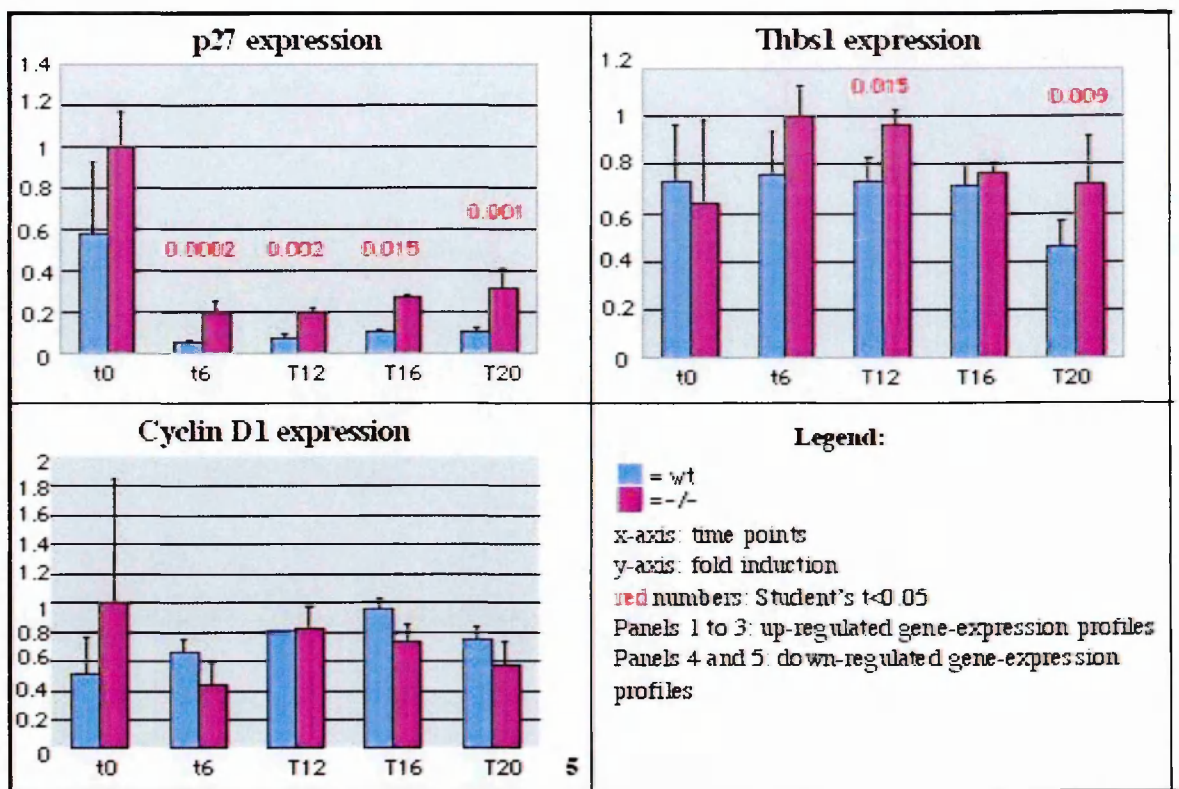 p27 expression
1.4
1.2
1
0.8
0.6
0.4
0.2
0
0.0002
0.002
0.015
0.001
t0 t6 T12 T16 T20
Thbs1 expression
1.2
1
0.8
0.6
0.4
0.2
0
0.015
0.009
t0 t6 T12 T16 T20
Cyclin D1 expression
2
1.8
1.6
1.4
1.2
1
0.8
0.6
0.4
0.2
0
t0 t6 T12 T16 T20
5
Legend:
= wt
=-/-
x-axis: time points
y-axis: fold induction
red numbers: Student's t<0.05
Panels 1 to 3: up-regulated gene-expression profiles
Panels 4 and 5: down-regulated gene-expression
profiles